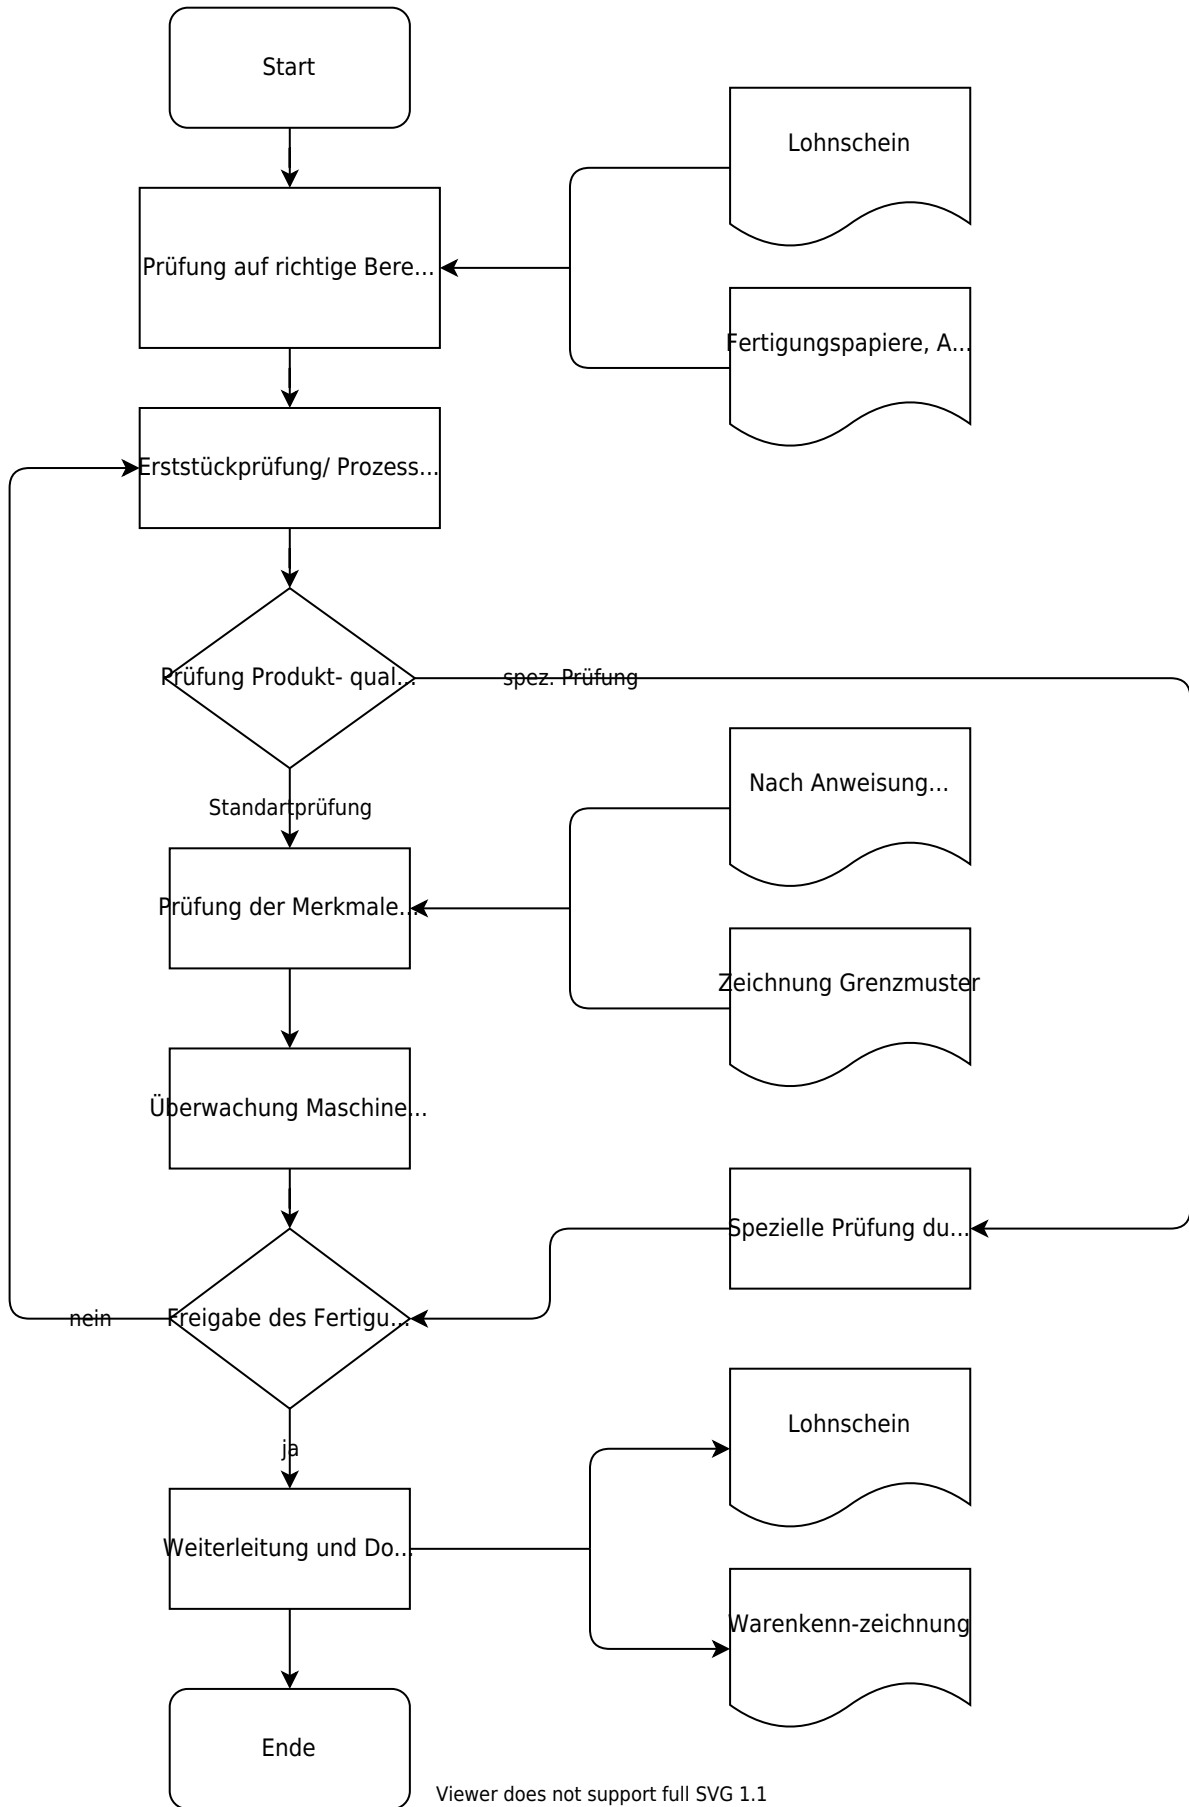 Start
Lohnschein
Prüfung auf richtige Bere...
Fertigungspapiere, A...
Erststückprüfung/ Prozess...
Prüfung Produkt- qual...
spez. Prüfung
Standartprüfung
Nach Anweisung...
Prüfung der Merkmale...
Zeichnung Grenzmuster
Überwachung Maschine...
Spezielle Prüfung du...
nein
Freigabe des Fertigu...
ja
Lohnschein
Weiterleitung und Do...
Warenkenn-zeichnung
Ende
Viewer does not support full SVG 1.1